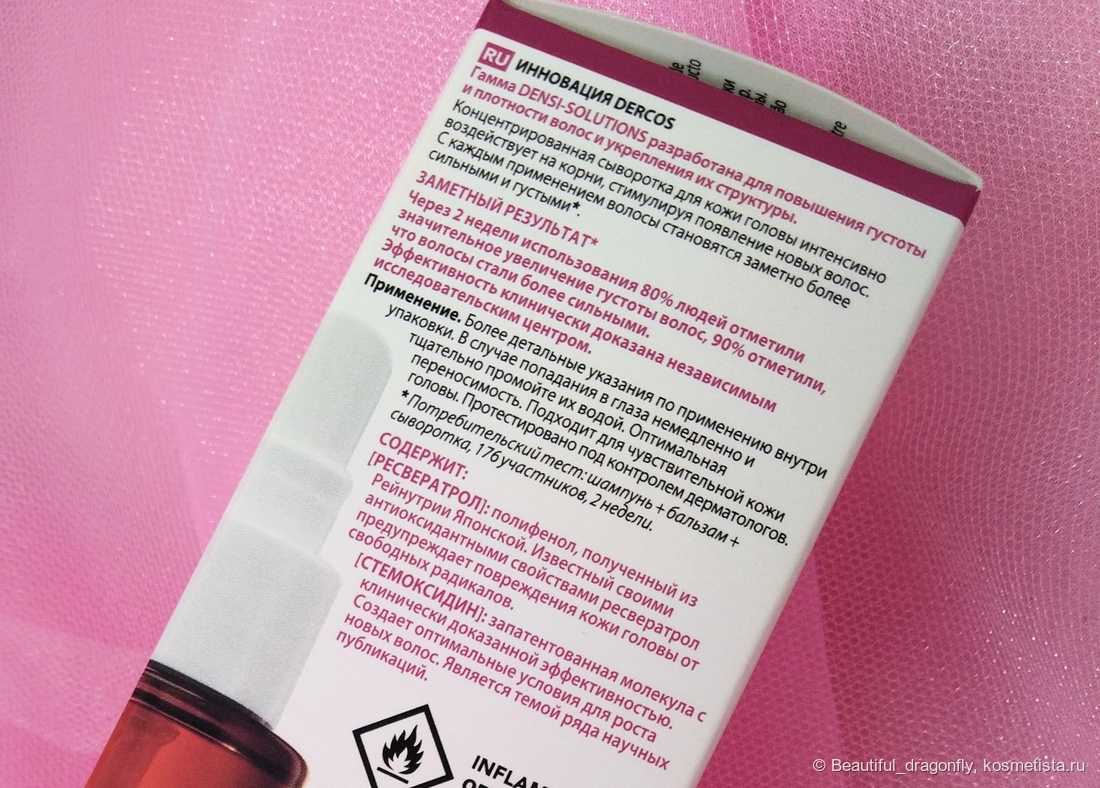 RU ИННОВАЦИЯ DERCOS
Гамма DENSI-SOLUTIONS разработана для повышения густоты
и плотности волос и укрепления их структуры.
Концентрированная сыворотка для кожи головы интенсивно
воздействует на корни, стимулируя появление новых волос.
С каждым применением волосы становятся заметно более
сильными и густыми*.
ЗАМЕТНЫЙ РЕЗУЛЬТАТ*
Через 2 недели использования 80% людей отметили
значительное увеличение густоты волос, 90% отметили,
что волосы стали более сильными.
Эффективность клинически доказана независимым
исследовательским центром.
Применение. Более детальные указания по применению внутри
упаковки. В случае попадания в глаза немедленно и
тщательно промойте их водой. Оптимальная
переносимость. Подходит для чувствительной кожи
головы. Протестировано под контролем дерматологов.
*Потребительский тест: шампунь + бальзам +
сыворотка, 176 участников, 2 недели.
СОДЕРЖИТ:
[РЕСВЕРАТРОЛ]: полифенол, полученный из
Рейнутрии Японской. Известный своими
антиоксидантными свойствами ресвератрол
предупреждает повреждения кожи головы от
свободных радикалов.
[СТЕМОКСИДИН]: запатентованная молекула с
клинически доказанной эффективностью.
Создает оптимальные условия для роста
новых волос. Является темой ряда научных
публикаций.
INFLAM
© Beautiful_dragonfly, kosmetista.ru